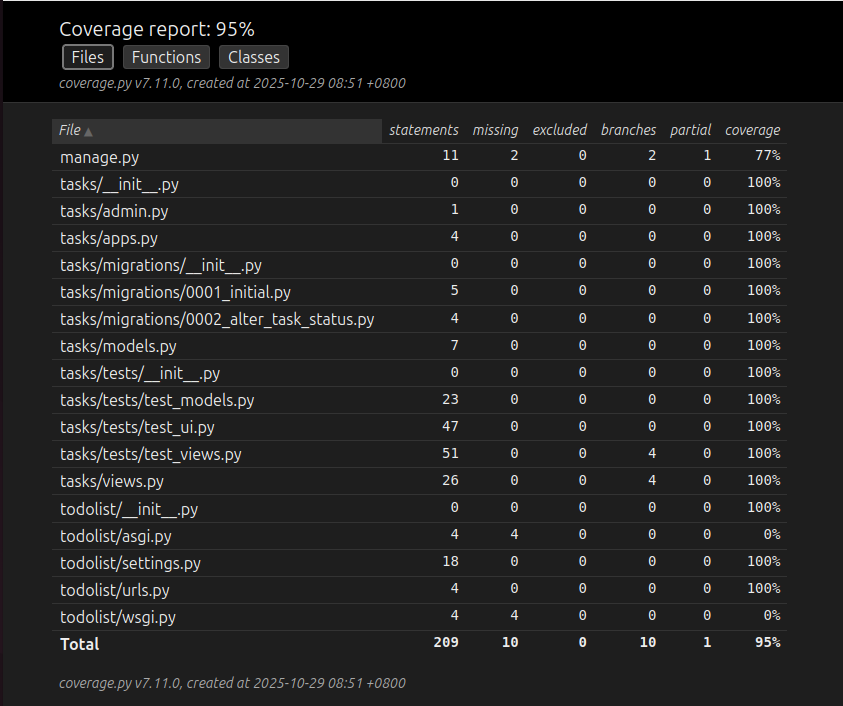 Coverage report: 95%
Files Functions Classes
coverage.py v7.11.0, created at 2025-10-29 08:51 +0800
File ▲ statements missing excluded branches partial coverage
manage.py 11 2 0 2 1 77%
tasks/__init__.py 0 0 0 0 0 100%
tasks/admin.py 1 0 0 0 0 100%
tasks/apps.py 4 0 0 0 0 100%
tasks/migrations/__init__.py 0 0 0 0 0 100%
tasks/migrations/0001_initial.py 5 0 0 0 0 100%
tasks/migrations/0002_alter_task_status.py 4 0 0 0 0 100%
tasks/models.py 7 0 0 0 0 100%
tasks/tests/__init__.py 0 0 0 0 0 100%
tasks/tests/test_models.py 23 0 0 0 0 100%
tasks/tests/test_ui.py 47 0 0 0 0 100%
tasks/tests/test_views.py 51 0 0 4 0 100%
tasks/views.py 26 0 0 4 0 100%
todolist/__init__.py 0 0 0 0 0 100%
todolist/asgi.py 4 4 0 0 0 0%
todolist/settings.py 18 0 0 0 0 100%
todolist/urls.py 4 0 0 0 0 100%
todolist/wsgi.py 4 4 0 0 0 0%
Total 209 10 0 10 1 95%
coverage.py v7.11.0, created at 2025-10-29 08:51 +0800